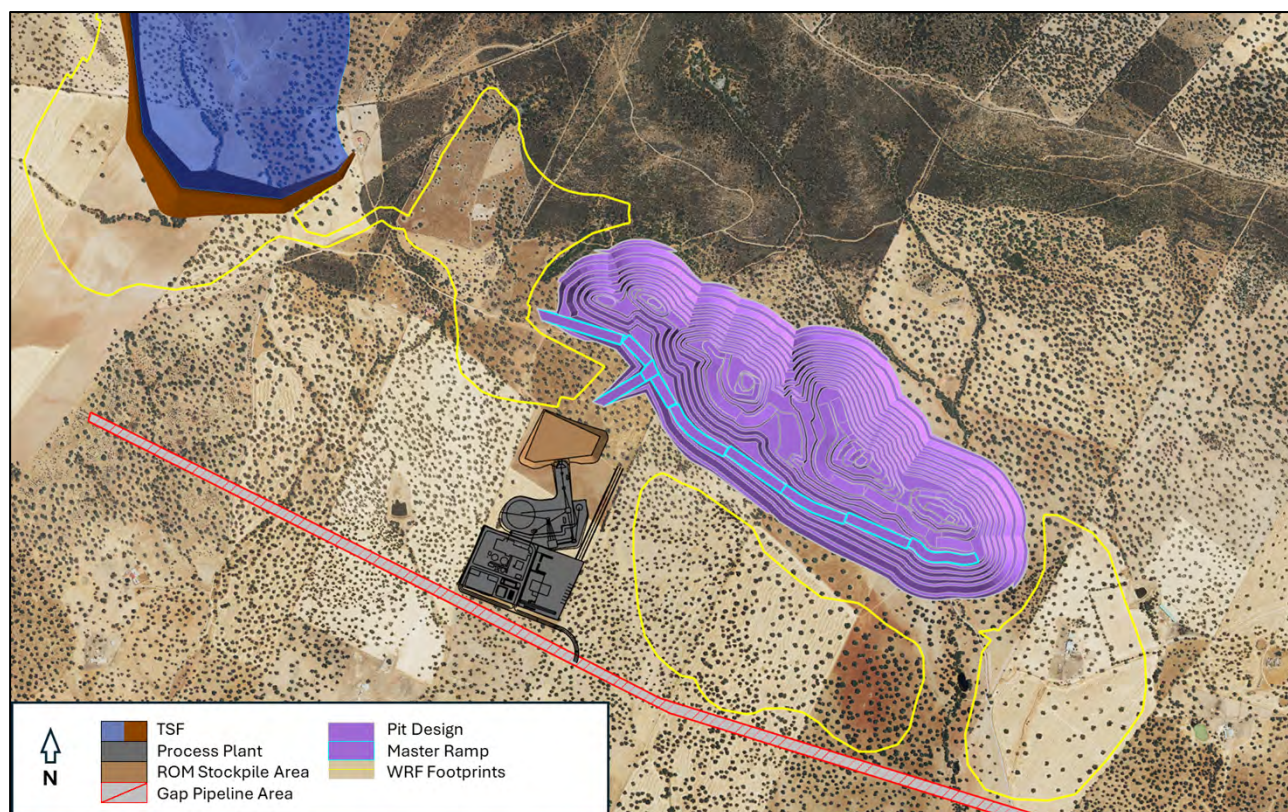 N
TSF
Process Plant
ROM Stockpile Area
Gap Pipeline Area
Pit Design
Master Ramp
WRF Footprints